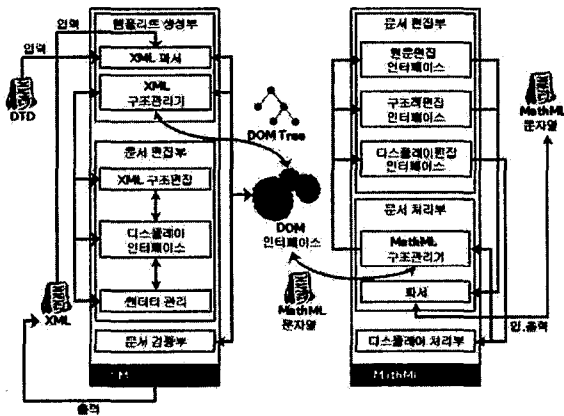 입력
템플리트 생성부
입력
XML 파서
DTD
XML
구조관리기
DOM Tree
문서 편집부
XML 구조편집
디스플레이
인터페이스
엔터티 관리
XML
문서 검증부
출력
DOM
인터페이스
MathML
문자열
문서 편집부
원문편집
인터페이스
구조적편집
인터페이스
디스플레이편집
인터페이스
MathML
문자열
문서 처리부
MathML
구조관리기
파서
입.출력
디스플레이 처리부